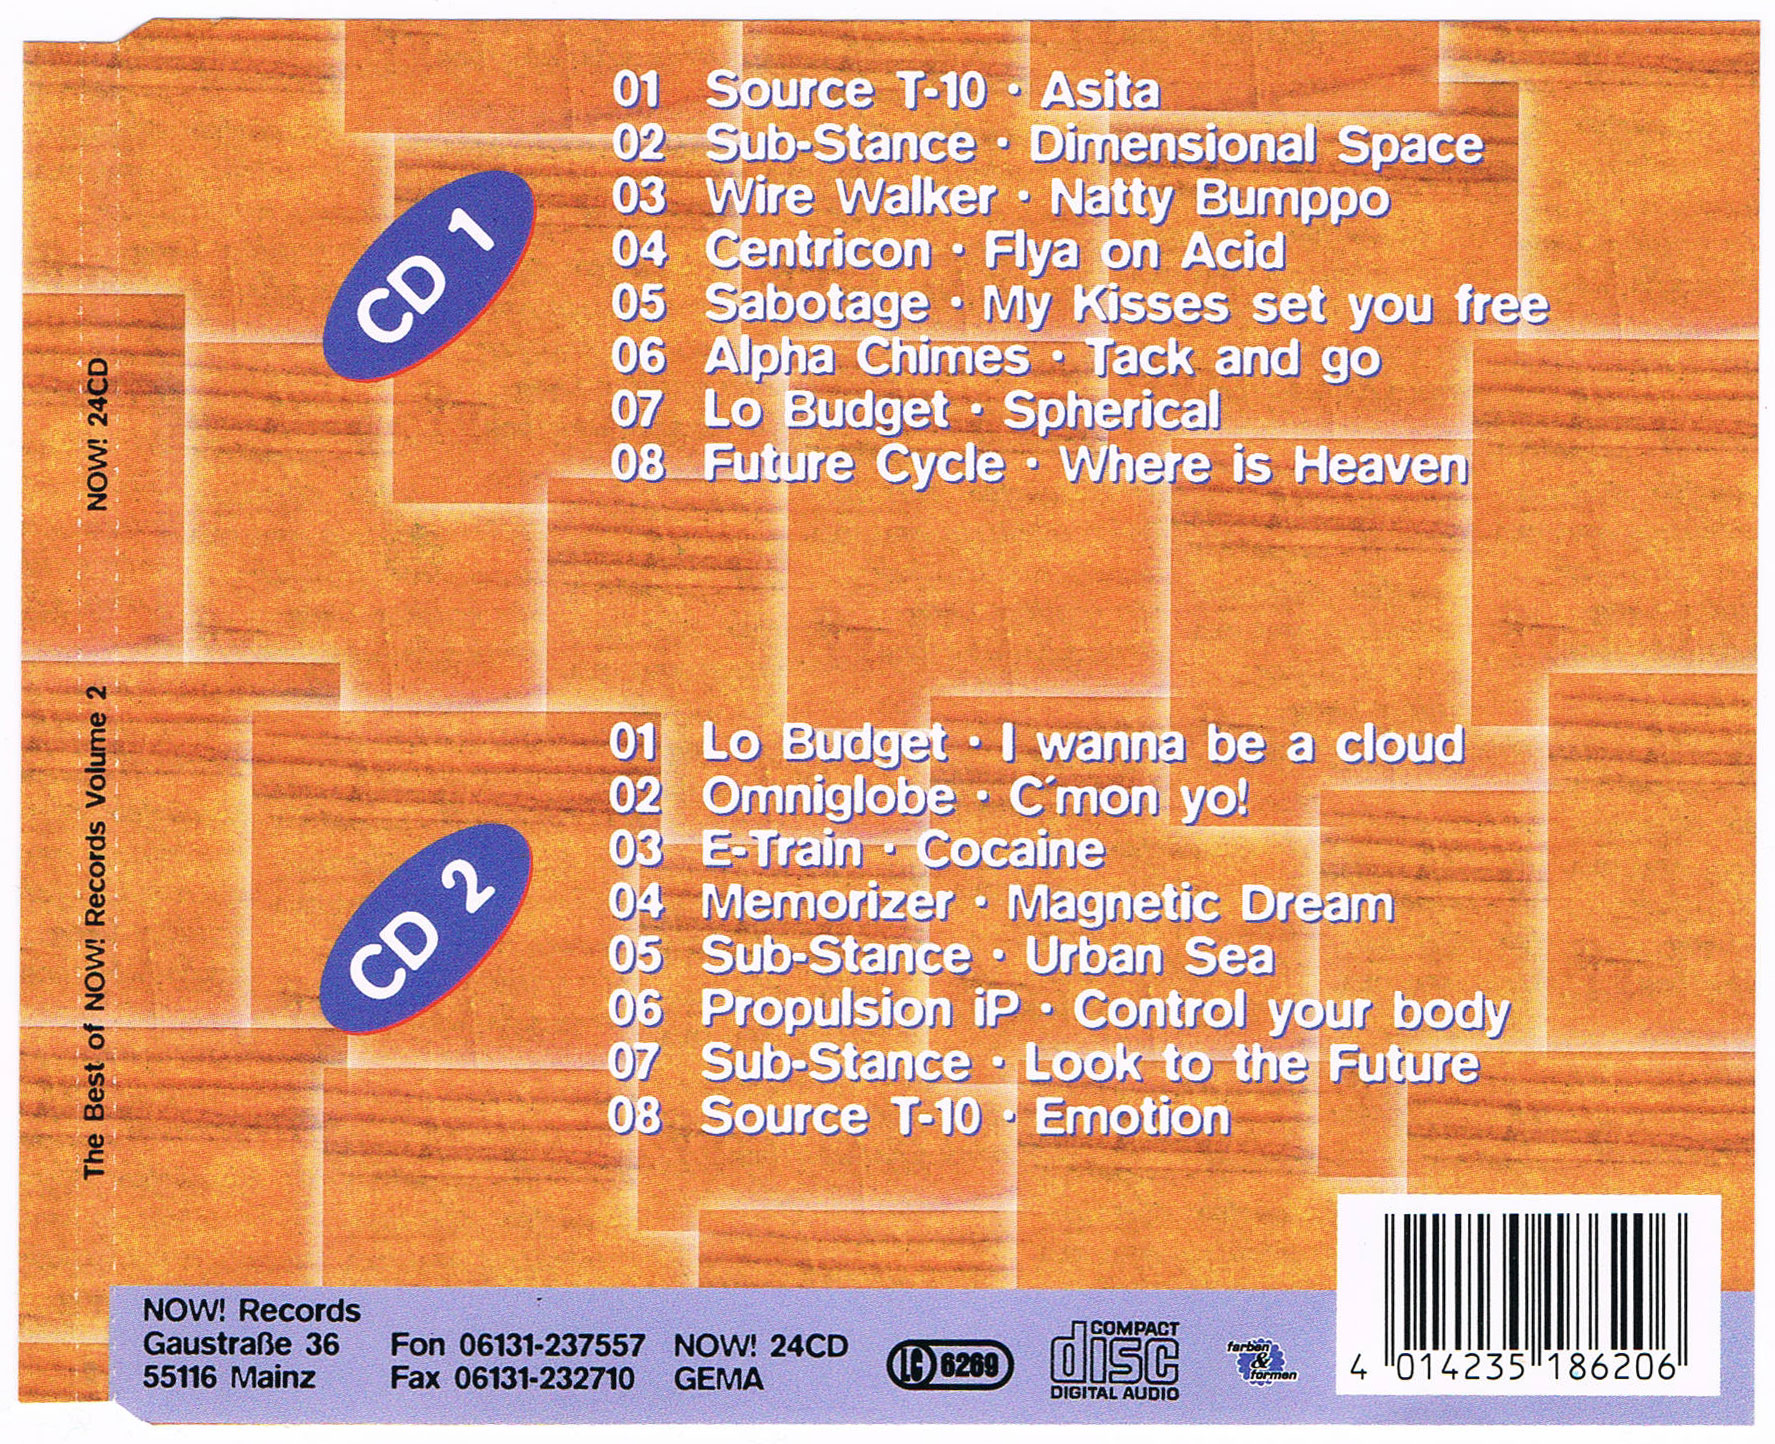 01 Source T-10 · Asita
02 Sub-Stance · Dimensional Space
03 Wire Walker · Natty Bumppo
04 Centricon · Flya on Acid
05 Sabotage · My Kisses set you free
06 Alpha Chimes · Tack and go
07 Lo Budget · Spherical
08 Future Cycle · Where is Heaven
CD 1
01 Lo Budget · I wanna be a cloud
02 Omniglobe · C´mon yo!
03 E-Train · Cocaine
04 Memorizer · Magnetic Dream
05 Sub-Stance · Urban Sea
06 Propulsion iP · Control your body
07 Sub-Stance · Look to the Future
08 Source T-10 · Emotion
CD 2
The Best of NOW! Records Volume 2 NOW! 24CD
NOW! Records
Gaustraße 36 Fon 06131-237557 NOW! 24CD
55116 Mainz Fax 06131-232710 GEMA
LC 6269
COMPACT
disc
DIGITAL AUDIO
farben
&
formen
4 014235 186206